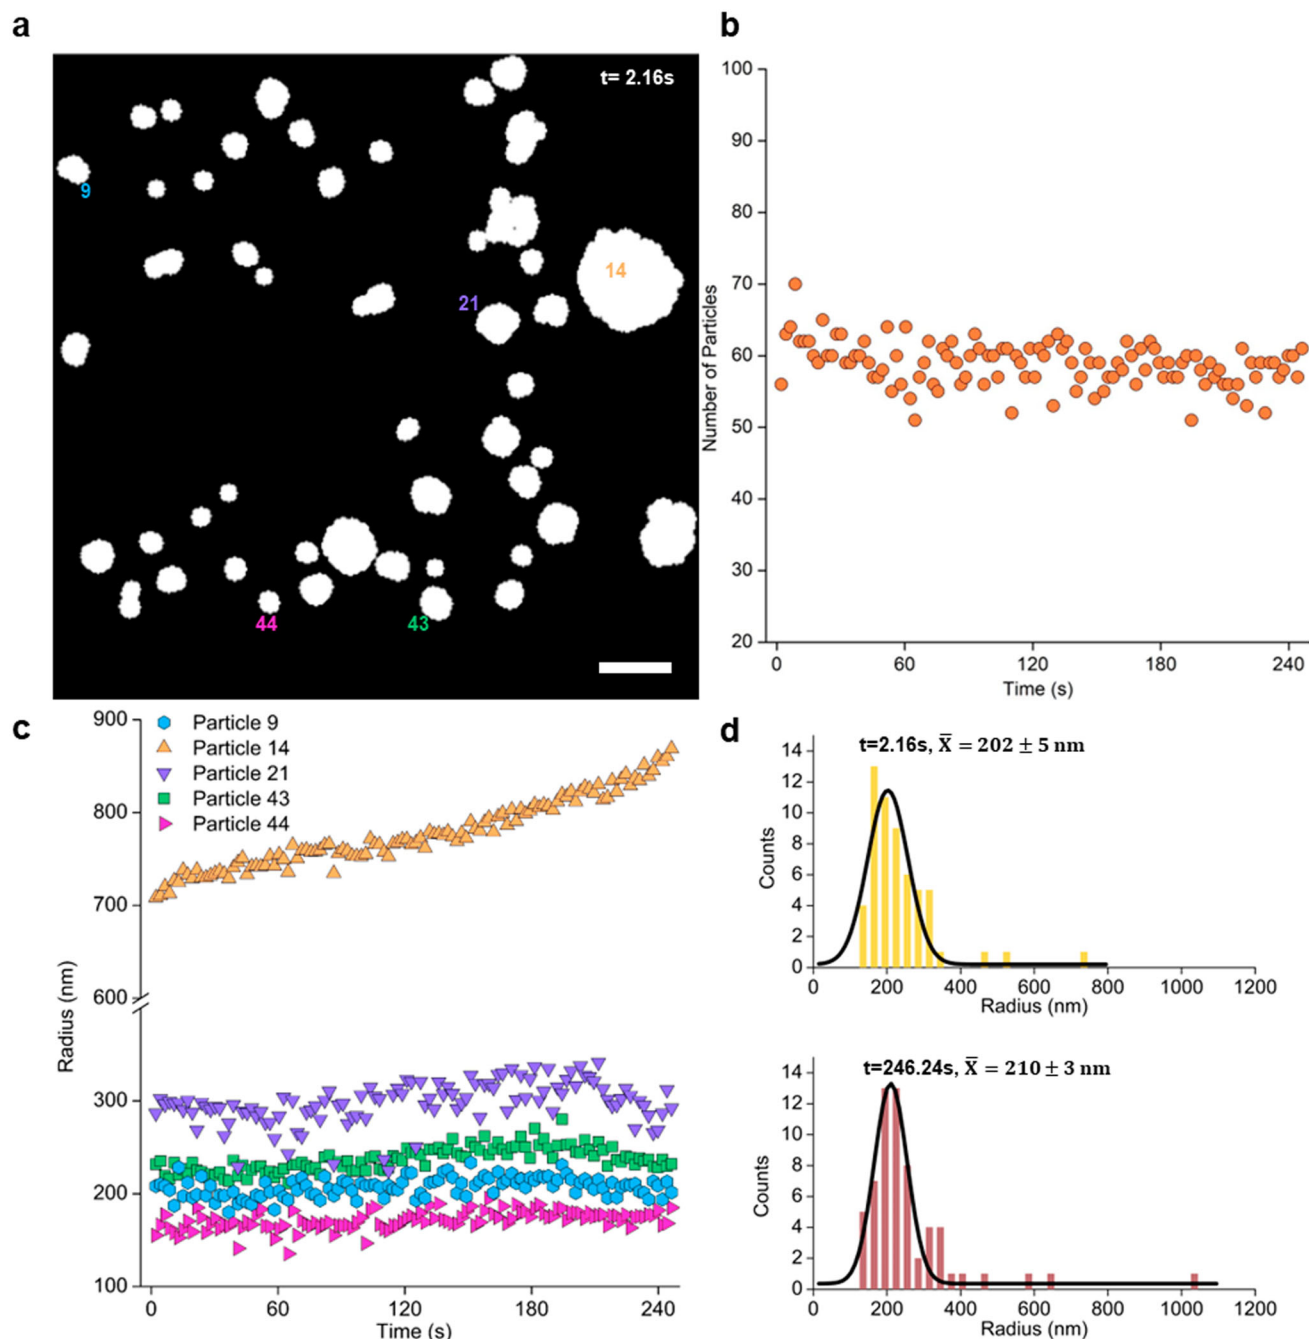 a
t= 2.16s
9
14
21
44
43
b
100
90
80
70
60
50
40
30
20
Number of Particles
0 60 120 180 240
Time (s)
c
900
800
700
600
300
200
100
Radius (nm)
Particle 9
Particle 14
Particle 21
Particle 43
Particle 44
0 60 120 180 240
Time (s)
d
t=2.16s, X̄ = 202 ± 5 nm
14
12
10
8
6
4
2
0
Counts
0 200 400 600 800 1000 1200
Radius (nm)
t=246.24s, X̄ = 210 ± 3 nm
14
12
10
8
6
4
2
0
Counts
0 200 400 600 800 1000 1200
Radius (nm)